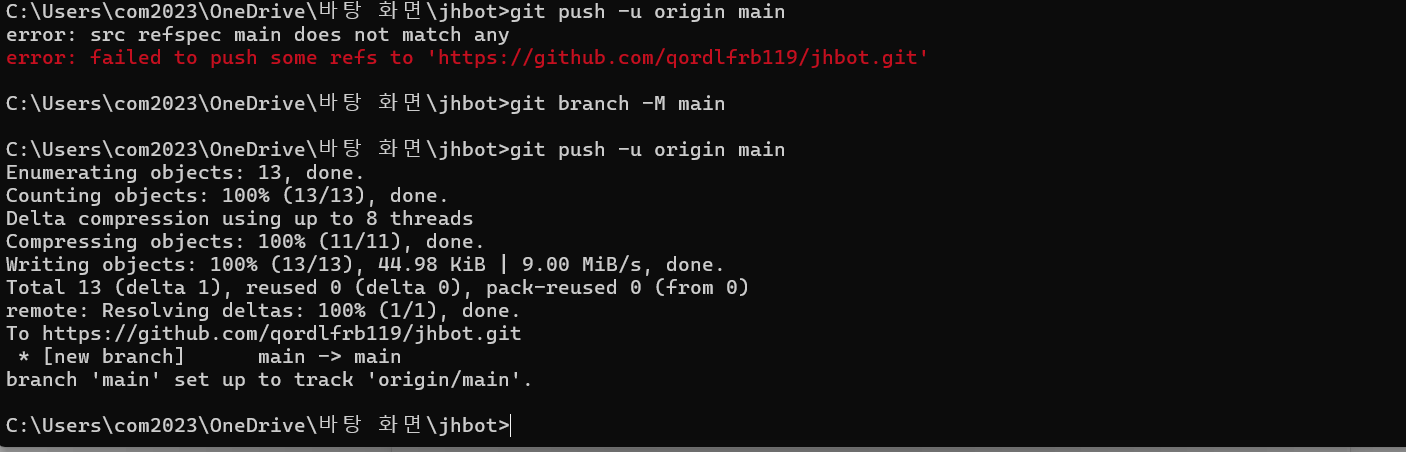 C:\Users\com2023\OneDrive\바탕 화면\jhbot>git push -u origin main
error: src refspec main does not match any
error: failed to push some refs to 'https://github.com/qordlfrb119/jhbot.git'
C:\Users\com2023\OneDrive\바탕 화면\jhbot>git branch -M main
C:\Users\com2023\OneDrive\바탕 화면\jhbot>git push -u origin main
Enumerating objects: 13, done.
Counting objects: 100% (13/13), done.
Delta compression using up to 8 threads
Compressing objects: 100% (11/11), done.
Writing objects: 100% (13/13), 44.98 KiB | 9.00 MiB/s, done.
Total 13 (delta 1), reused 0 (delta 0), pack-reused 0 (from 0)
remote: Resolving deltas: 100% (1/1), done.
To https://github.com/qordlfrb119/jhbot.git
 * [new branch]      main -> main
branch 'main' set up to track 'origin/main'.
C:\Users\com2023\OneDrive\바탕 화면\jhbot>